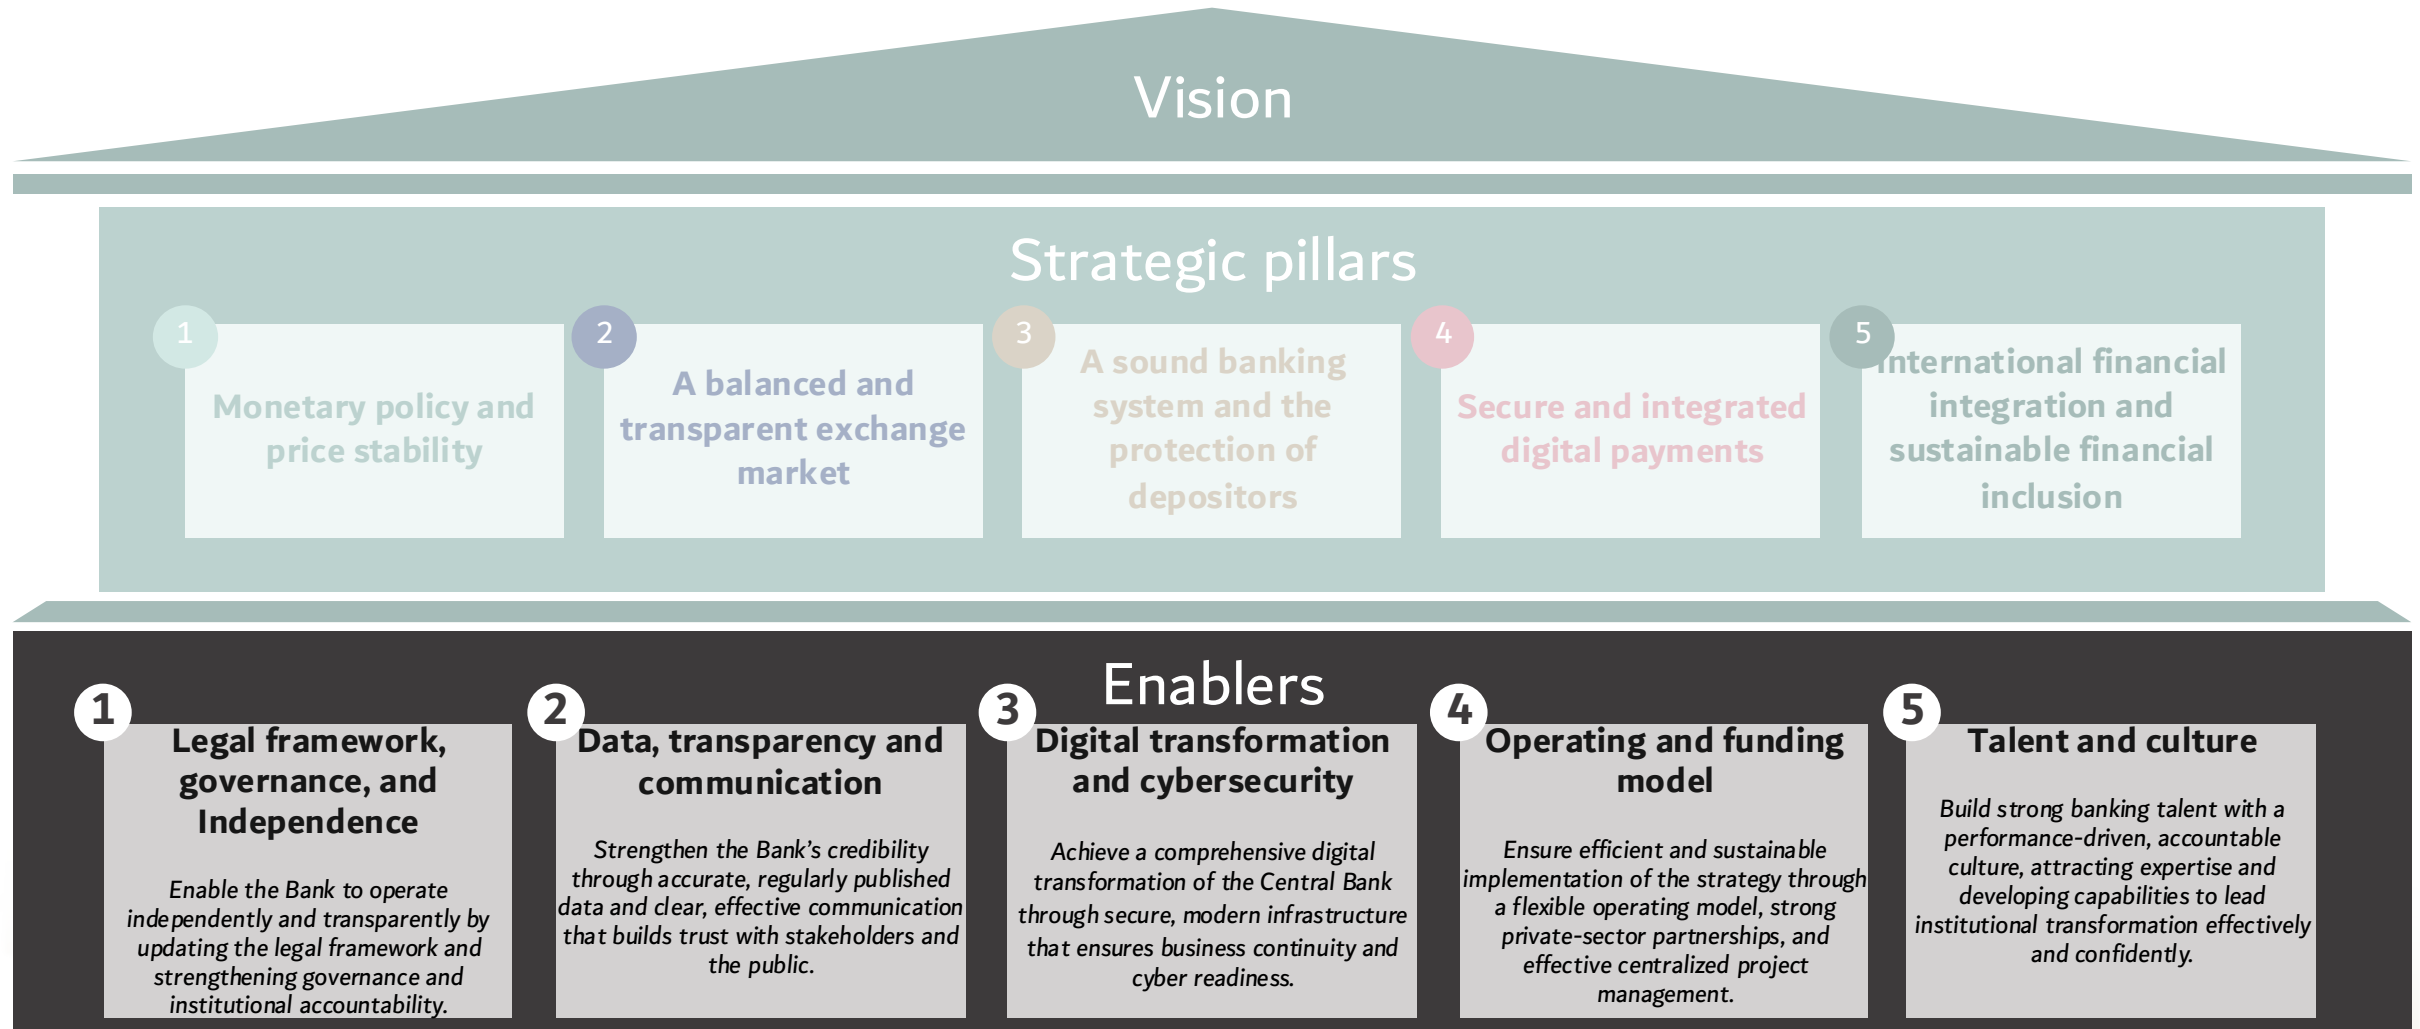 Vision
Strategic pillars
1
Monetary policy and
price stability
2
A balanced and
transparent exchange
market
3
A sound banking
system and the
protection of
depositors
4
Secure and integrated
digital payments
5
International financial
integration and
sustainable financial
inclusion
Enablers
1
Legal framework,
governance, and
Independence
Enable the Bank to operate
independently and transparently by
updating the legal framework and
strengthening governance and
institutional accountability.
2
Data, transparency and
communication
Strengthen the Bank’s credibility
through accurate, regularly published
data and clear, effective communication
that builds trust with stakeholders and
the public.
3
Digital transformation
and cybersecurity
Achieve a comprehensive digital
transformation of the Central Bank
through secure, modern infrastructure
that ensures business continuity and
cyber readiness.
4
Operating and funding
model
Ensure efficient and sustainable
implementation of the strategy through
a flexible operating model, strong
private-sector partnerships, and
effective centralized project
management.
5
Talent and culture
Build strong banking talent with a
performance-driven, accountable
culture, attracting expertise and
developing capabilities to lead
institutional transformation effectively
and confidently.